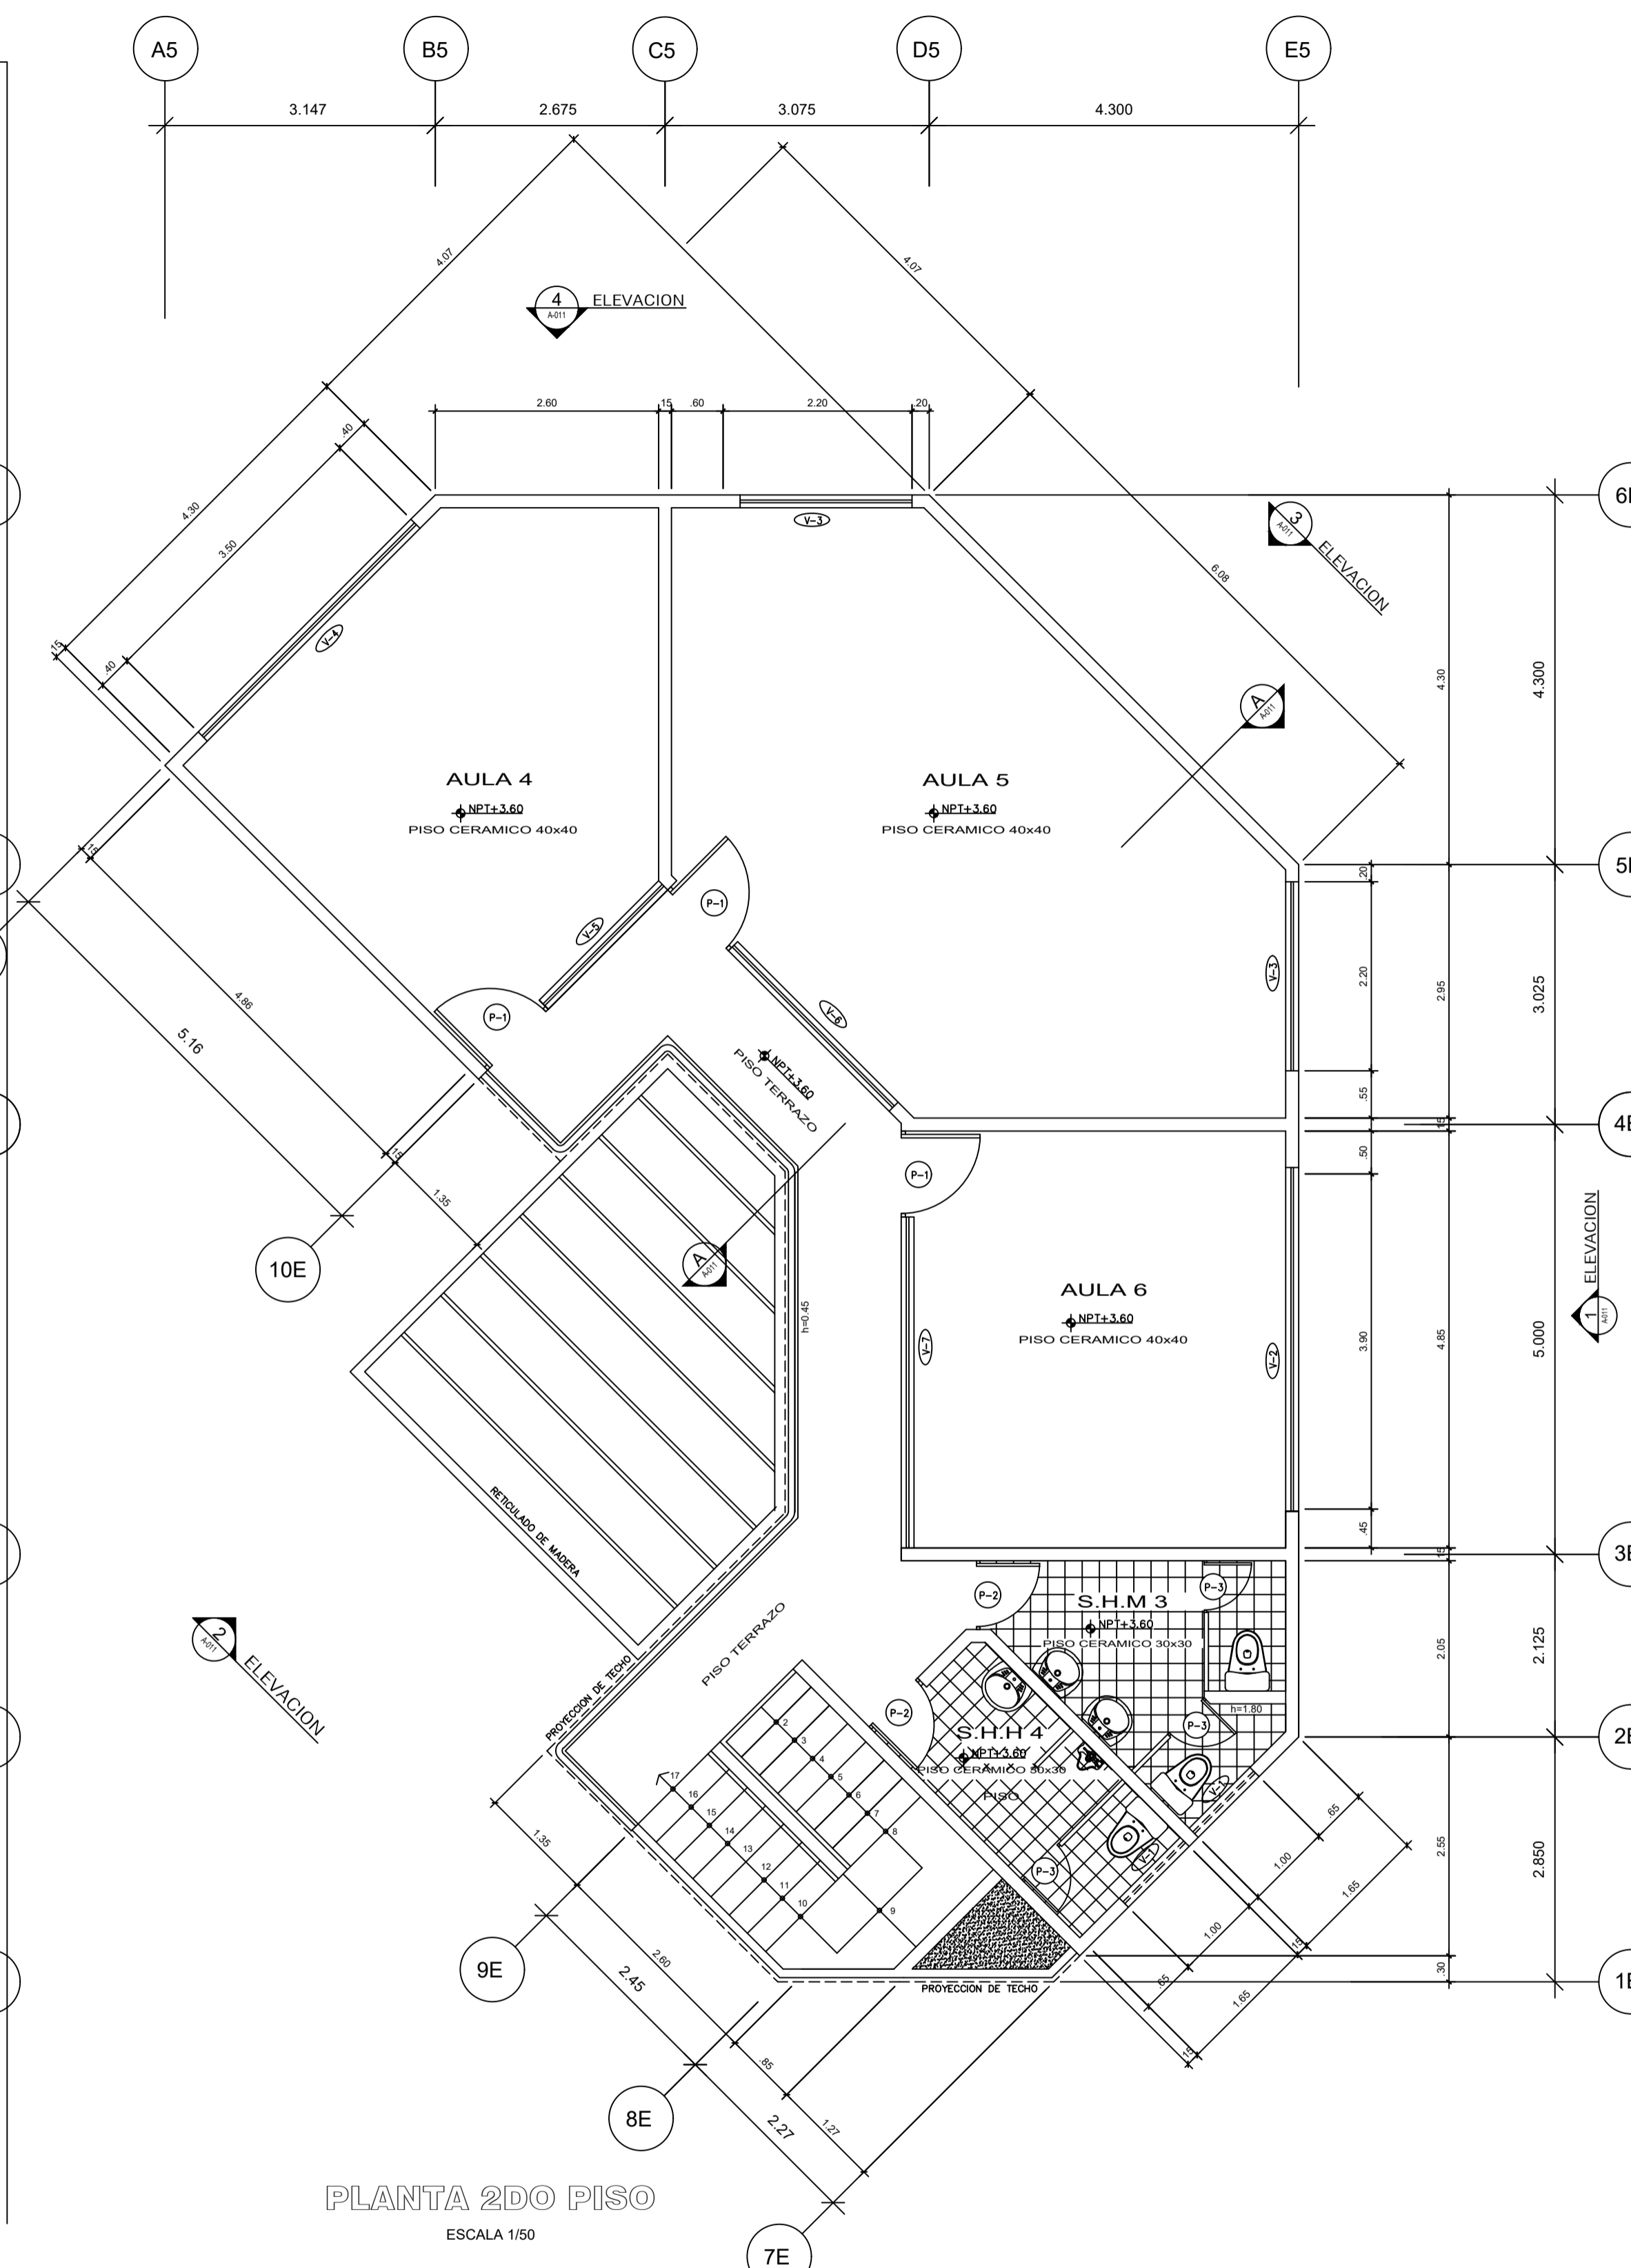 A5
B5
C5
D5
E5
3.147
2.675
3.075
4.300
4.07
4.07
4
A-011
ELEVACION
2.60
.15
.60
2.20
.20
.40
4.30
3.50
.15
.40
V-3
V-4
3
A-011
ELEVACION
6.08
4.30
4.300
A
A-011
AULA 4
NPT+3.60
PISO CERAMICO 40x40
AULA 5
NPT+3.60
PISO CERAMICO 40x40
.15
4.86
5.16
P-1
V-5
P-1
V-6
V-3
.20
2.20
2.95
3.025
.55
.15
.50
NPT+3.60
PISO TERRAZO
P-1
.15
1.35
10E
A
A-011
h=0.45
AULA 6
NPT+3.60
PISO CERAMICO 40x40
V-7
V-2
3.90
4.85
5.000
.45
.15
1
A-011
ELEVACION
RETICULADO DE MADERA
2
A-011
ELEVACION
PISO TERRAZO
PROYECCION DE TECHO
P-2
P-3
S.H.M 3
NPT+3.60
PISO CERAMICO 30x30
h=1.80
P-3
2.05
2.125
P-2
S.H.H 4
NPT+3.60
PISO CERAMICO 30x30
PISO
V-1
V-1
P-3
2
3
4
5
6
7
8
9
10
11
12
13
14
15
16
17
PROYECCION DE TECHO
.65
1.00
1.65
.15
1.00
.65
1.65
.15
2.55
2.850
.30
1.35
9E
2.60
2.45
8E
.85
2.27
1.27
7E
PLANTA 2DO PISO
ESCALA 1/50